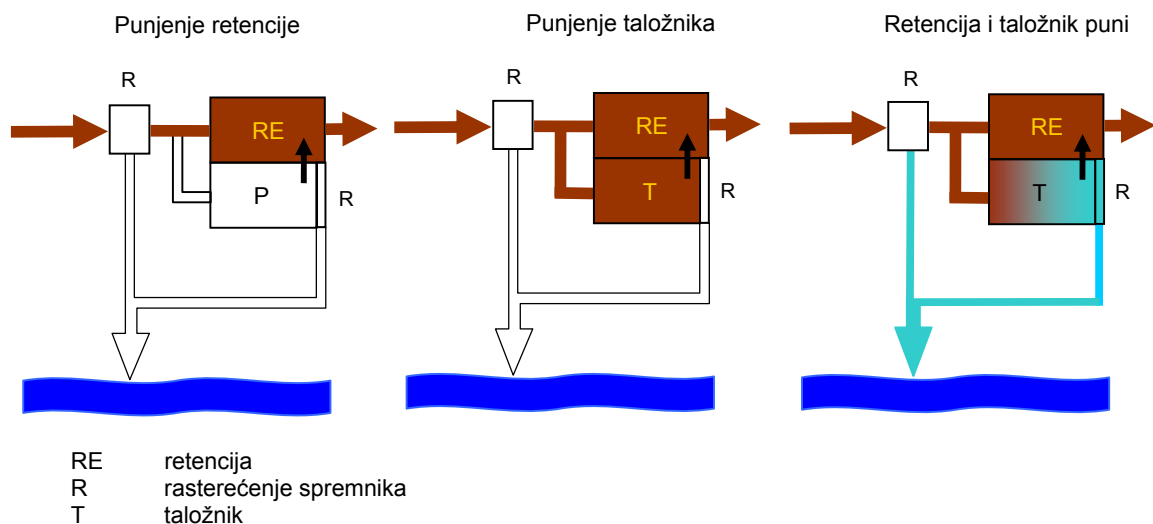 Punjenje retencije
R
RE
P
R
Punjenje taložnika
R
RE
T
R
Retencija i taložnik puni
R
RE
T
R
RE retencija
R rasterećenje spremnika
T taložnik